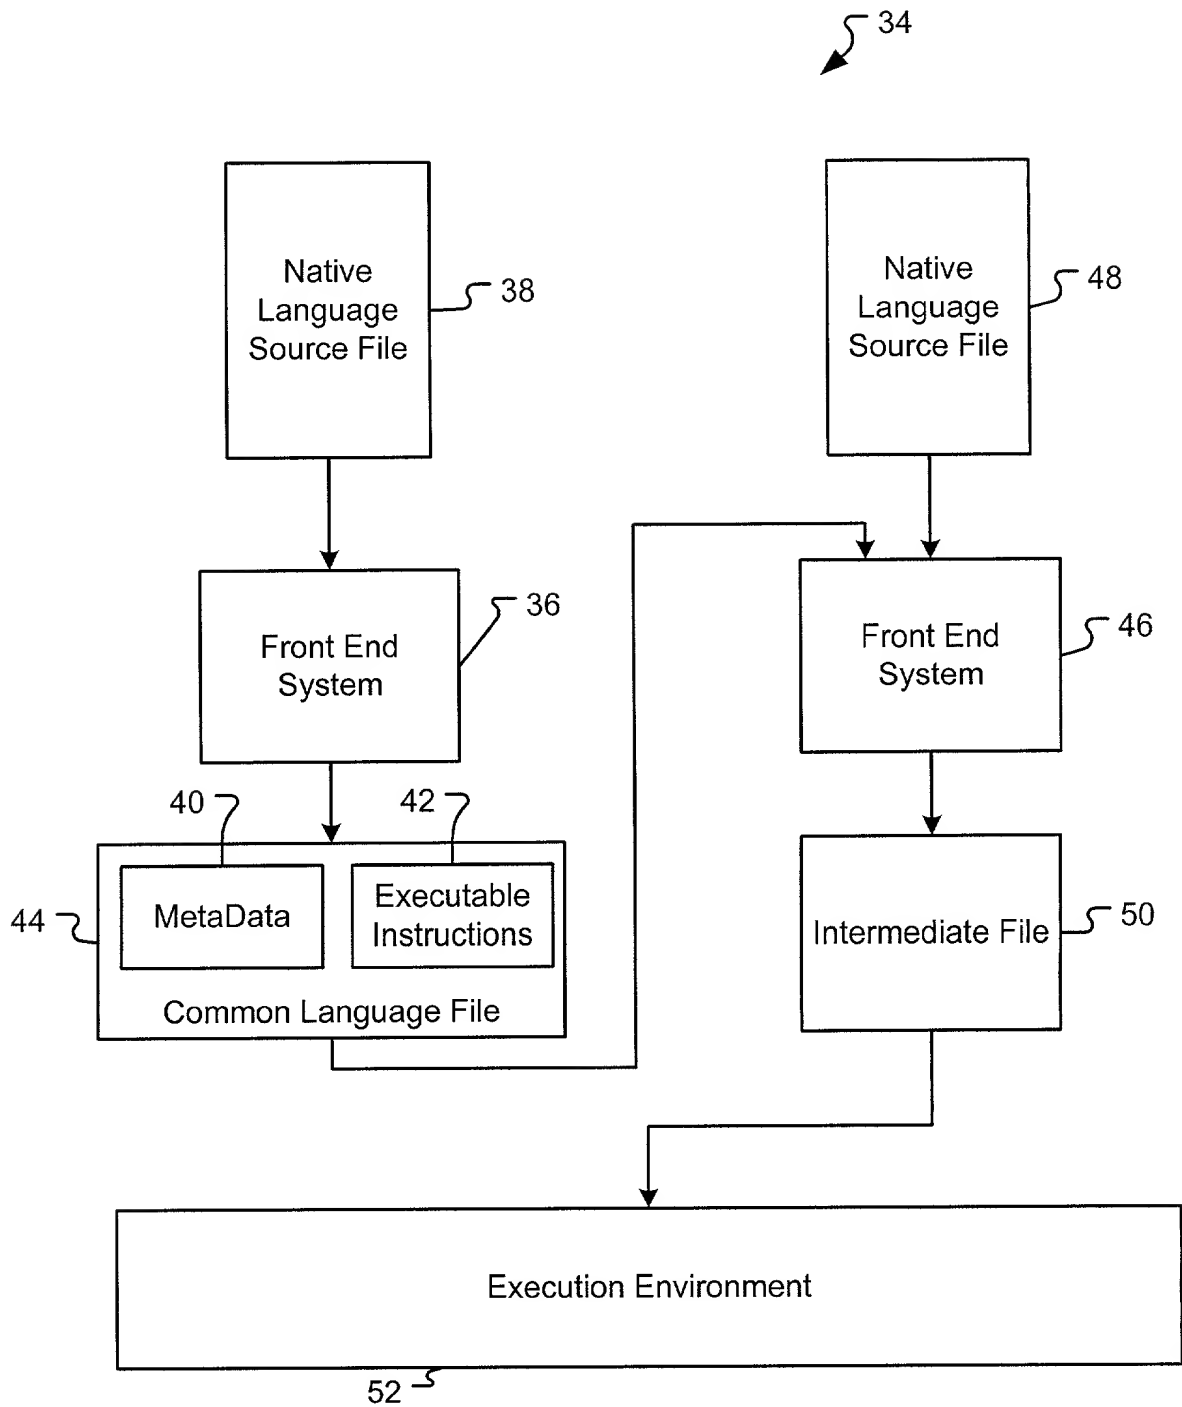 34
Native
Language
Source File
38
Native
Language
Source File
48
Front End
System
36
Front End
System
46
40
42
MetaData
Executable
Instructions
44
Common Language File
Intermediate File
50
Execution Environment
52